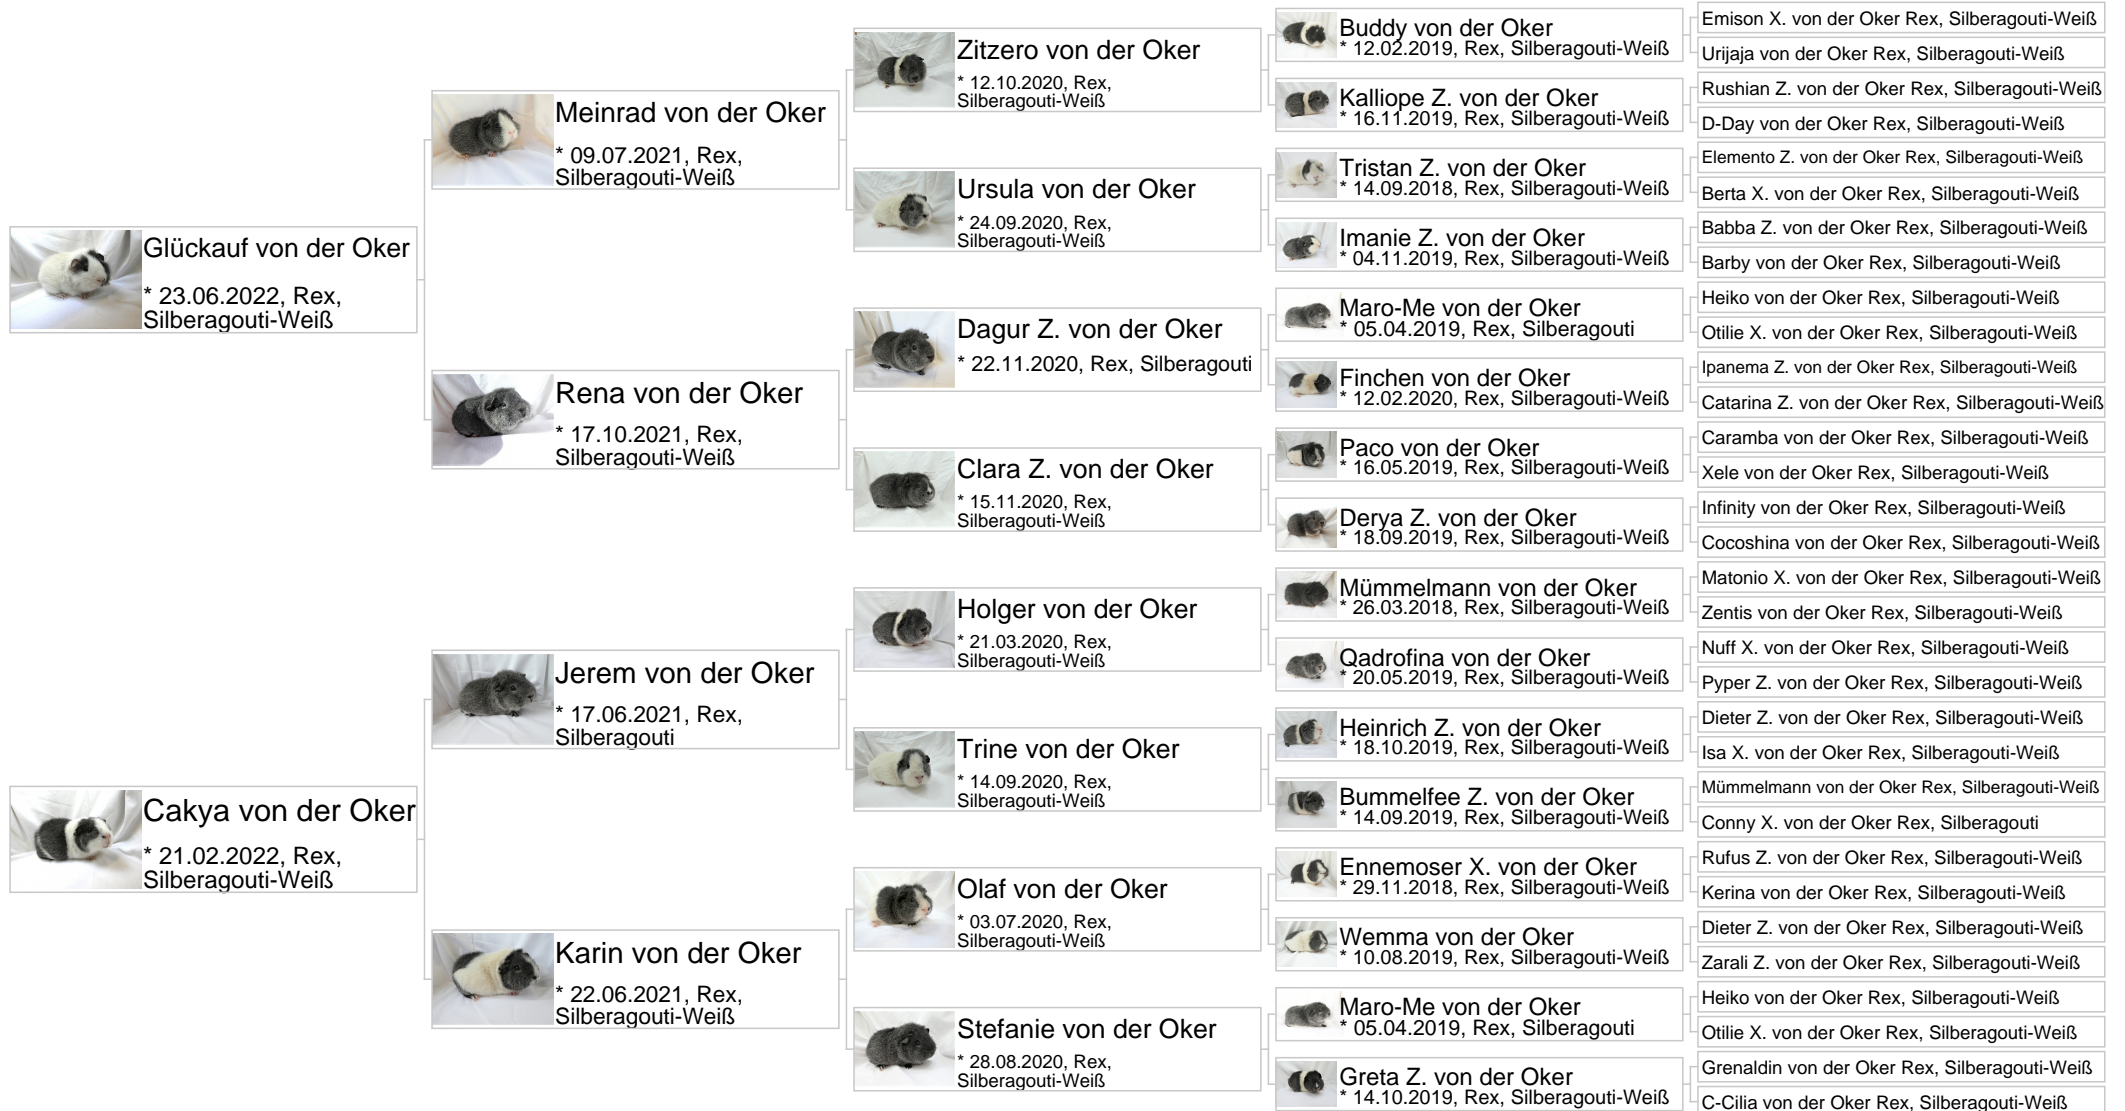 Glückauf von der Oker
* 23.06.2022, Rex,
Silberagouti-Weiß
Cakya von der Oker
* 21.02.2022, Rex,
Silberagouti-Weiß
Meinrad von der Oker
* 09.07.2021, Rex,
Silberagouti-Weiß
Rena von der Oker
* 17.10.2021, Rex,
Silberagouti-Weiß
Jerem von der Oker
* 17.06.2021, Rex,
Silberagouti
Karin von der Oker
* 22.06.2021, Rex,
Silberagouti-Weiß
Zitzero von der Oker
* 12.10.2020, Rex,
Silberagouti-Weiß
Ursula von der Oker
* 24.09.2020, Rex,
Silberagouti-Weiß
Dagur Z. von der Oker
* 22.11.2020, Rex, Silberagouti
Clara Z. von der Oker
* 15.11.2020, Rex,
Silberagouti-Weiß
Holger von der Oker
* 21.03.2020, Rex,
Silberagouti-Weiß
Trine von der Oker
* 14.09.2020, Rex,
Silberagouti-Weiß
Olaf von der Oker
* 03.07.2020, Rex,
Silberagouti-Weiß
Stefanie von der Oker
* 28.08.2020, Rex,
Silberagouti-Weiß
Buddy von der Oker
* 12.02.2019, Rex, Silberagouti-Weiß
Kalliope Z. von der Oker
* 16.11.2019, Rex, Silberagouti-Weiß
Tristan Z. von der Oker
* 14.09.2018, Rex, Silberagouti-Weiß
Imanie Z. von der Oker
* 04.11.2019, Rex, Silberagouti-Weiß
Maro-Me von der Oker
* 05.04.2019, Rex, Silberagouti
Finchen von der Oker
* 12.02.2020, Rex, Silberagouti-Weiß
Paco von der Oker
* 16.05.2019, Rex, Silberagouti-Weiß
Derya Z. von der Oker
* 18.09.2019, Rex, Silberagouti-Weiß
Mümmelmann von der Oker
* 26.03.2018, Rex, Silberagouti-Weiß
Qadrofina von der Oker
* 20.05.2019, Rex, Silberagouti-Weiß
Heinrich Z. von der Oker
* 18.10.2019, Rex, Silberagouti-Weiß
Bummelfee Z. von der Oker
* 14.09.2019, Rex, Silberagouti-Weiß
Ennemoser X. von der Oker
* 29.11.2018, Rex, Silberagouti-Weiß
Wemma von der Oker
* 10.08.2019, Rex, Silberagouti-Weiß
Maro-Me von der Oker
* 05.04.2019, Rex, Silberagouti
Greta Z. von der Oker
* 14.10.2019, Rex, Silberagouti-Weiß
Emison X. von der Oker Rex, Silberagouti-Weiß
Urijaja von der Oker Rex, Silberagouti-Weiß
Rushian Z. von der Oker Rex, Silberagouti-Weiß
D-Day von der Oker Rex, Silberagouti-Weiß
Elemento Z. von der Oker Rex, Silberagouti-Weiß
Berta X. von der Oker Rex, Silberagouti-Weiß
Babba Z. von der Oker Rex, Silberagouti-Weiß
Barby von der Oker Rex, Silberagouti-Weiß
Heiko von der Oker Rex, Silberagouti-Weiß
Otilie X. von der Oker Rex, Silberagouti-Weiß
Ipanema Z. von der Oker Rex, Silberagouti-Weiß
Catarina Z. von der Oker Rex, Silberagouti-Weiß
Caramba von der Oker Rex, Silberagouti-Weiß
Xele von der Oker Rex, Silberagouti-Weiß
Infinity von der Oker Rex, Silberagouti-Weiß
Cocoshina von der Oker Rex, Silberagouti-Weiß
Matonio X. von der Oker Rex, Silberagouti-Weiß
Zentis von der Oker Rex, Silberagouti-Weiß
Nuff X. von der Oker Rex, Silberagouti-Weiß
Pyper Z. von der Oker Rex, Silberagouti-Weiß
Dieter Z. von der Oker Rex, Silberagouti-Weiß
Isa X. von der Oker Rex, Silberagouti-Weiß
Mümmelmann von der Oker Rex, Silberagouti-Weiß
Conny X. von der Oker Rex, Silberagouti
Rufus Z. von der Oker Rex, Silberagouti-Weiß
Kerina von der Oker Rex, Silberagouti-Weiß
Dieter Z. von der Oker Rex, Silberagouti-Weiß
Zarali Z. von der Oker Rex, Silberagouti-Weiß
Heiko von der Oker Rex, Silberagouti-Weiß
Otilie X. von der Oker Rex, Silberagouti-Weiß
Grenaldin von der Oker Rex, Silberagouti-Weiß
C-Cilia von der Oker Rex, Silberagouti-Weiß